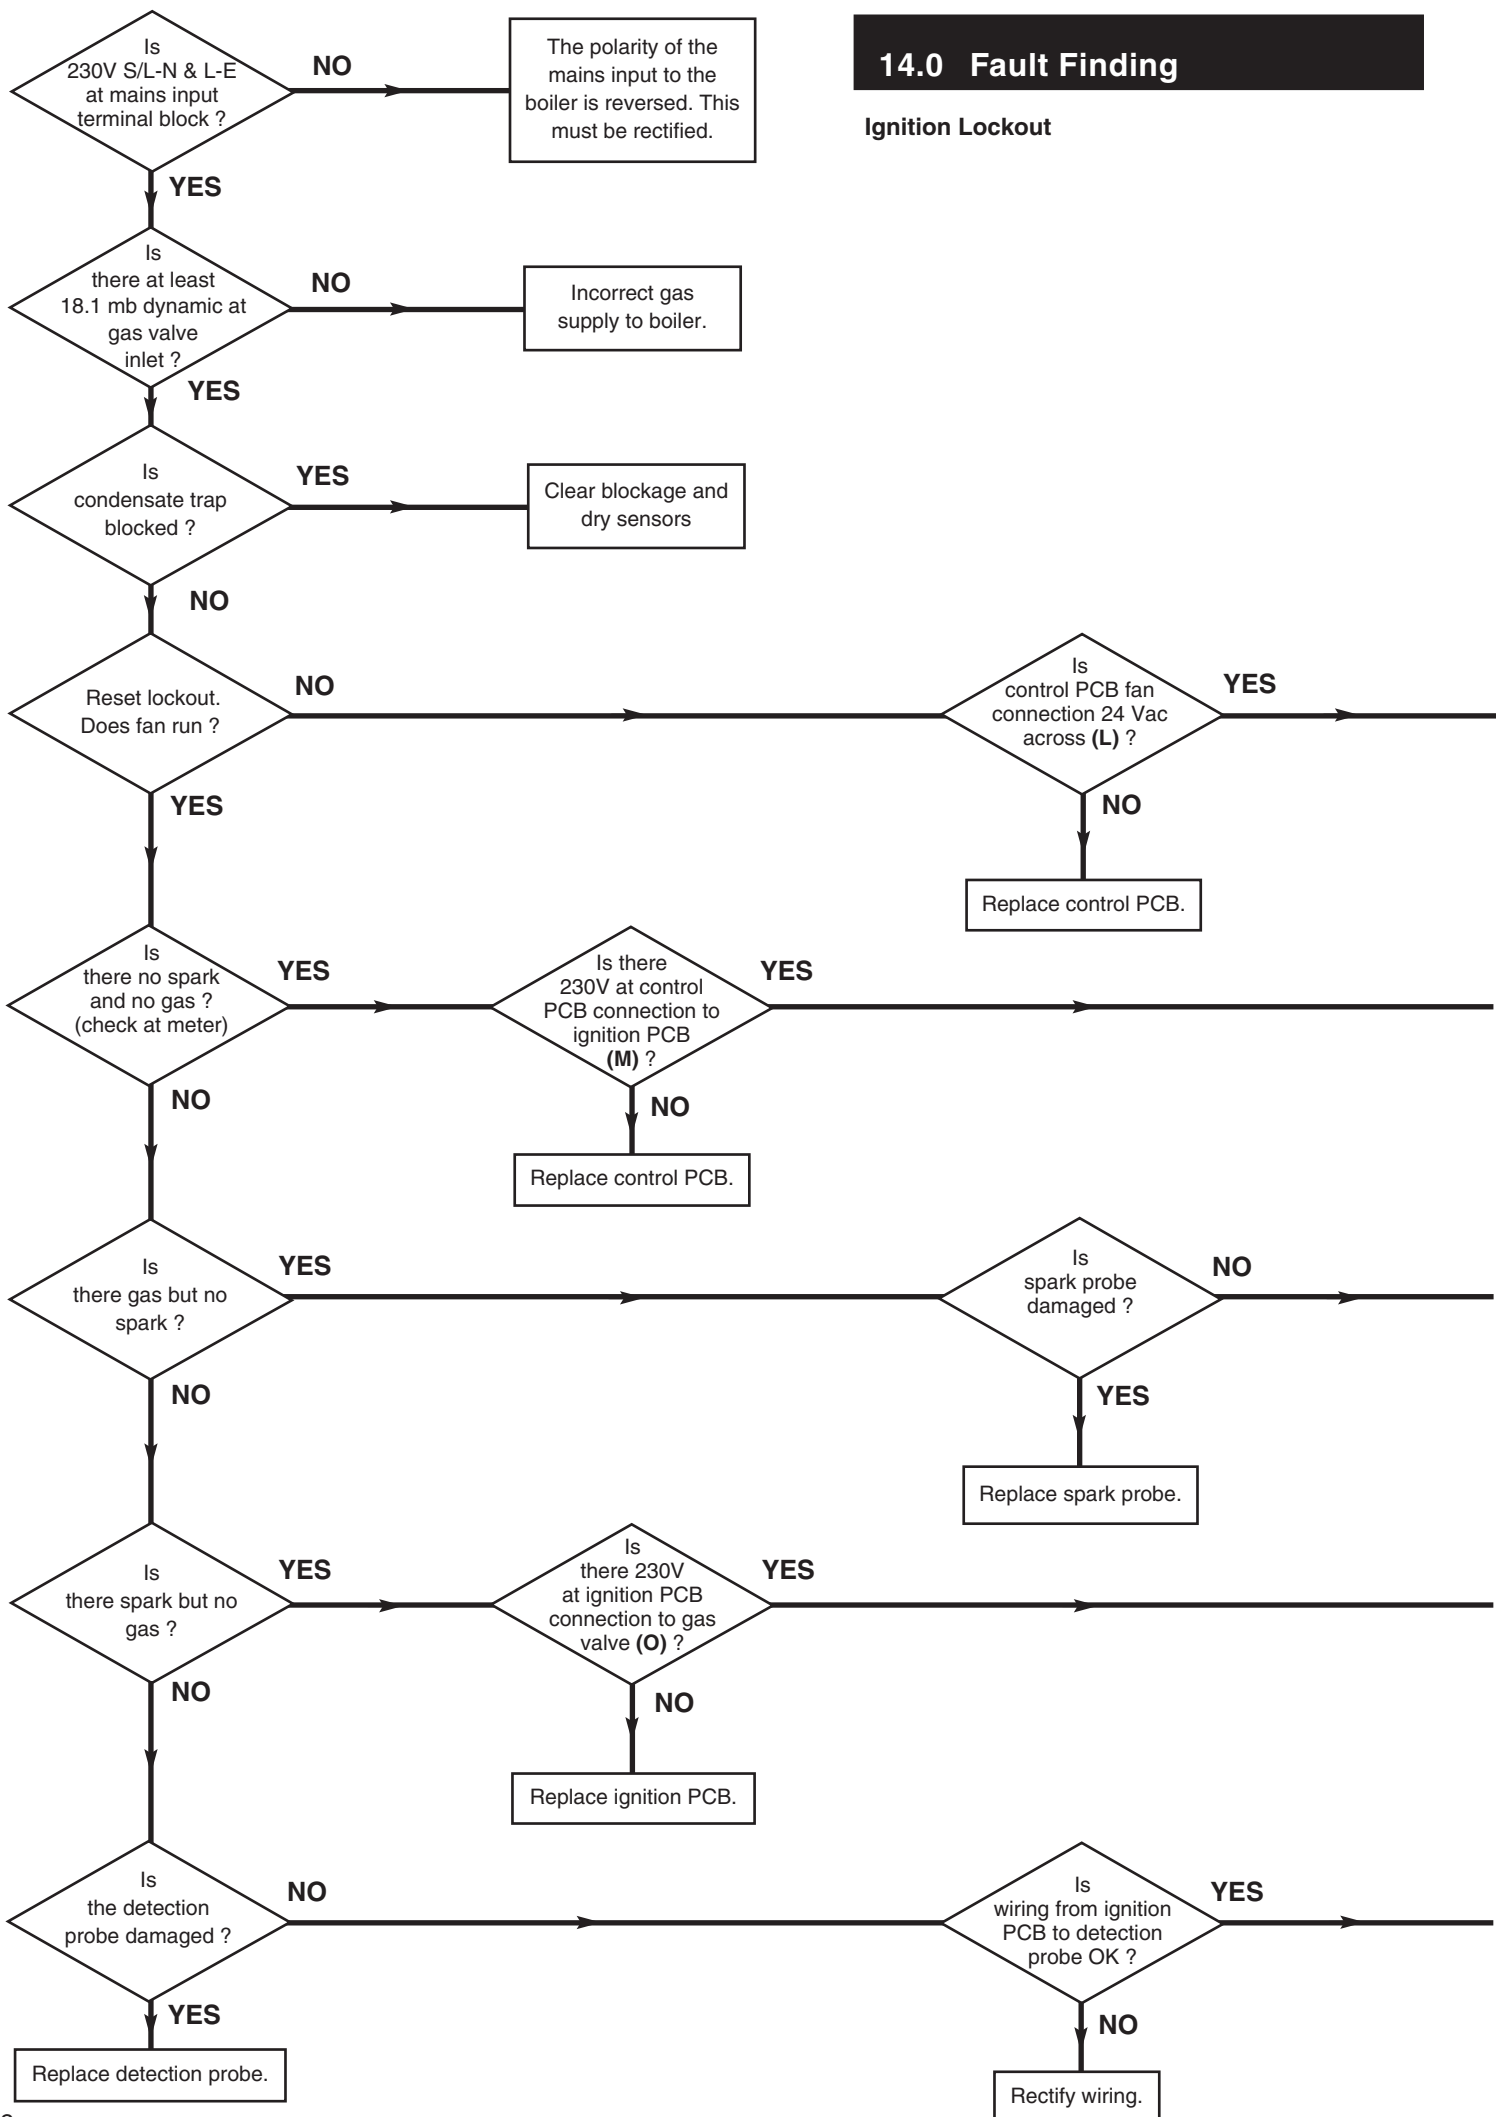 14.0 Fault Finding
Ignition Lockout
Is
230V S/L-N & L-E
at mains input
terminal block ?
NO
The polarity of the
mains input to the
boiler is reversed. This
must be rectified.
YES
Is
there at least
18.1 mb dynamic at
gas valve
inlet ?
NO
Incorrect gas
supply to boiler.
YES
Is
condensate trap
blocked ?
YES
Clear blockage and
dry sensors
NO
Reset lockout.
Does fan run ?
NO
Is
control PCB fan
connection 24 Vac
across (L) ?
YES
NO
Replace control PCB.
YES
Is
there no spark
and no gas ?
(check at meter)
YES
Is there
230V at control
PCB connection to
ignition PCB
(M) ?
YES
NO
Replace control PCB.
NO
Is
there gas but no
spark ?
YES
Is
spark probe
damaged ?
NO
YES
Replace spark probe.
NO
Is
there spark but no
gas ?
YES
Is
there 230V
at ignition PCB
connection to gas
valve (O) ?
YES
NO
Replace ignition PCB.
NO
Is
the detection
probe damaged ?
NO
Is
wiring from ignition
PCB to detection
probe OK ?
YES
NO
Rectify wiring.
YES
Replace detection probe.